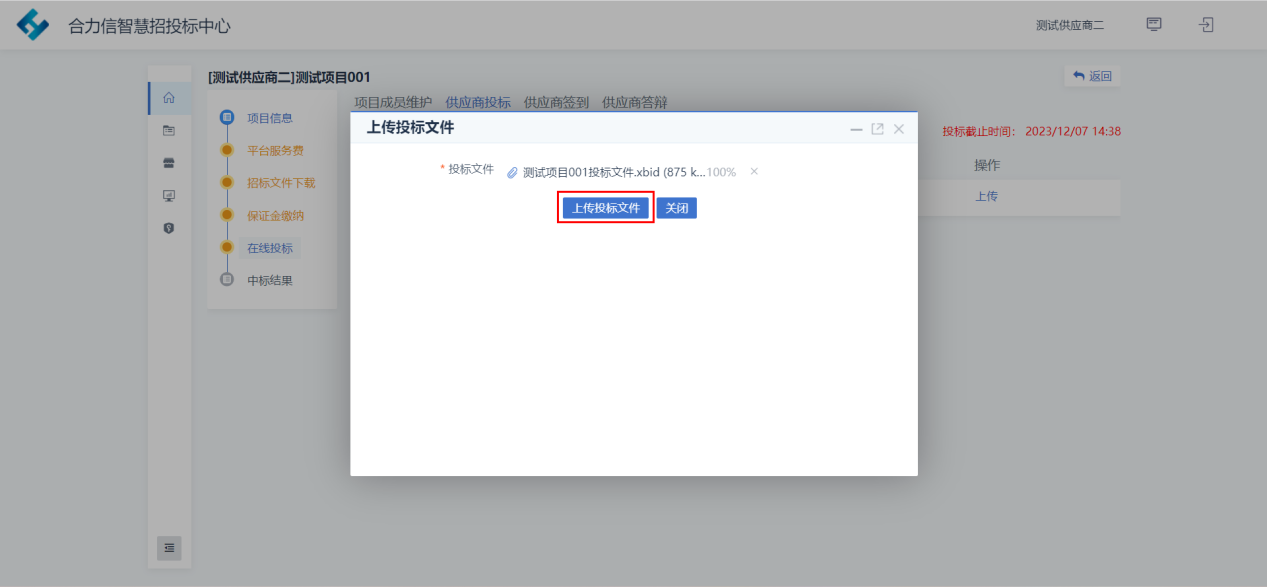 合力信智慧招投标中心
测试供应商二
[测试供应商二]测试项目001
返回
项目信息
平台服务费
招标文件下载
保证金缴纳
在线投标
中标结果
项目成员维护 供应商投标 供应商签到 供应商答辩
投标截止时间： 2023/12/07 14:38
操作
上传
上传投标文件
* 投标文件 测试项目001投标文件.xbid (875 k...100%
上传投标文件 关闭